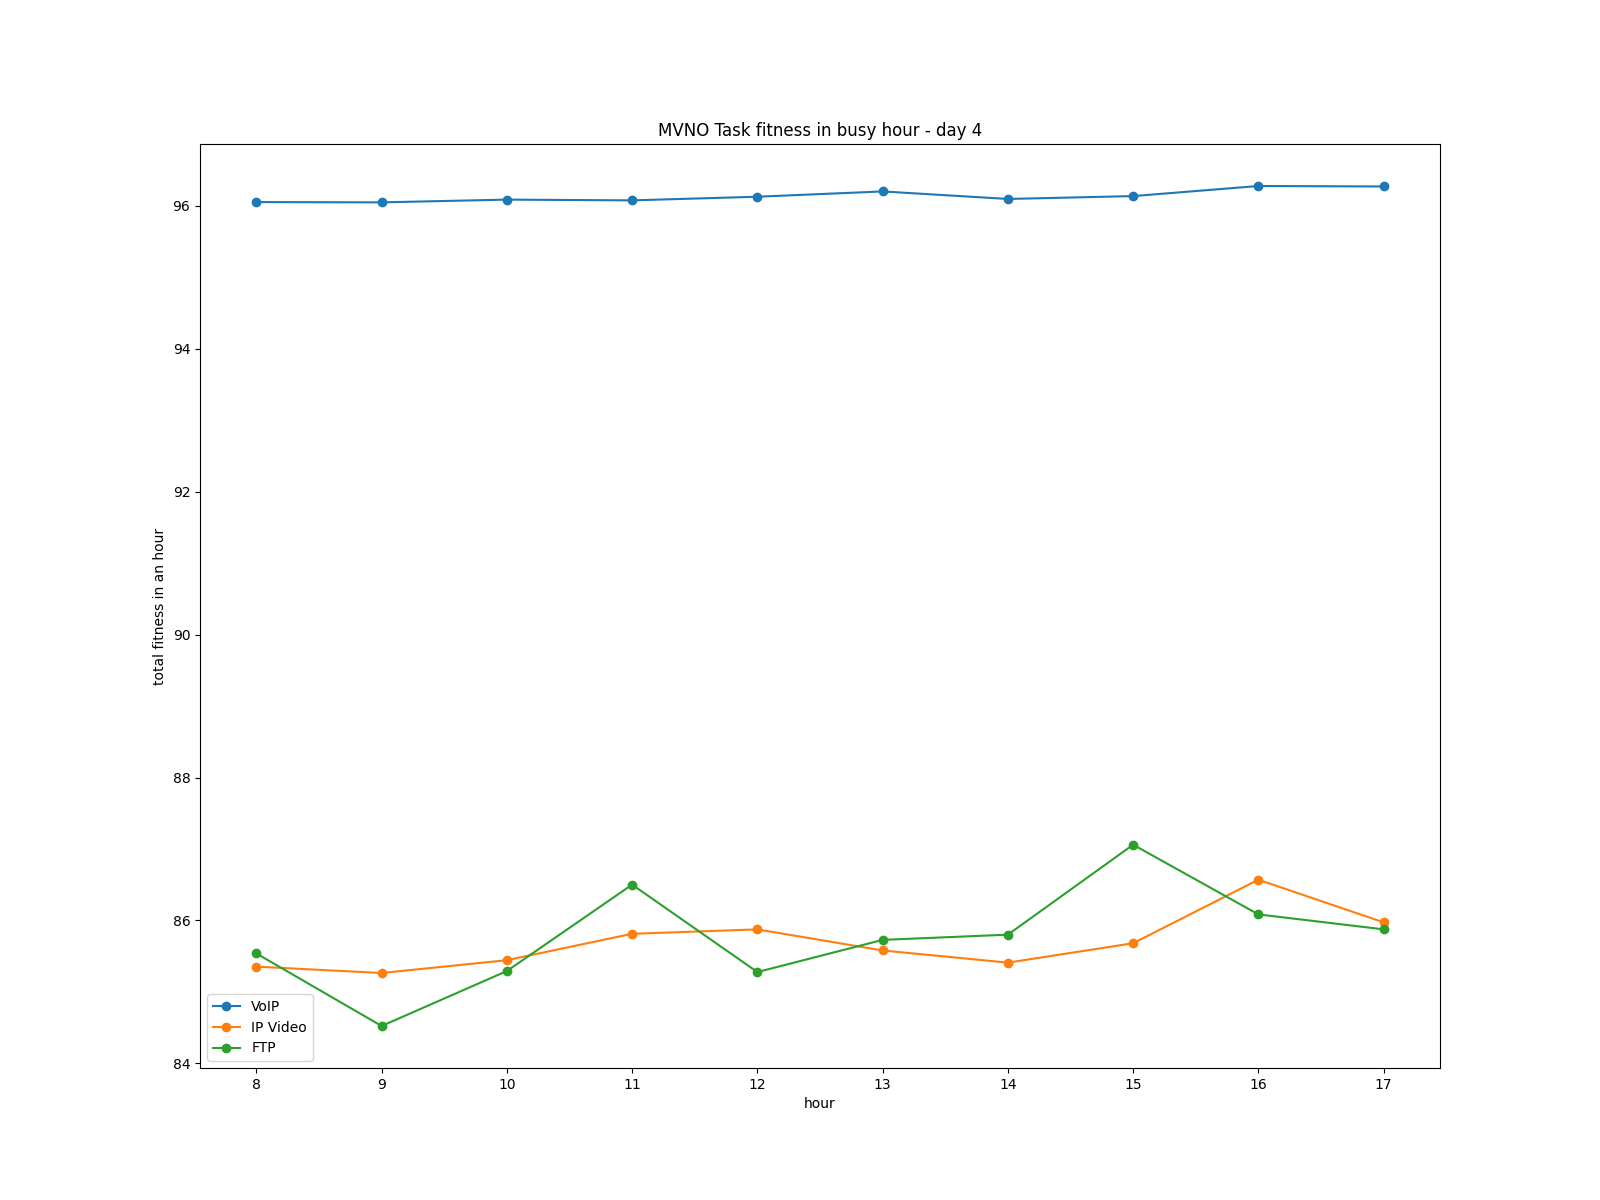 MVNO Task fitness in busy hour - day 4
total fitness in an hour
96
94
92
90
88
86
84
VoIP
IP Video
FTP
8 9 10 11 12 13 14 15 16 17
hour